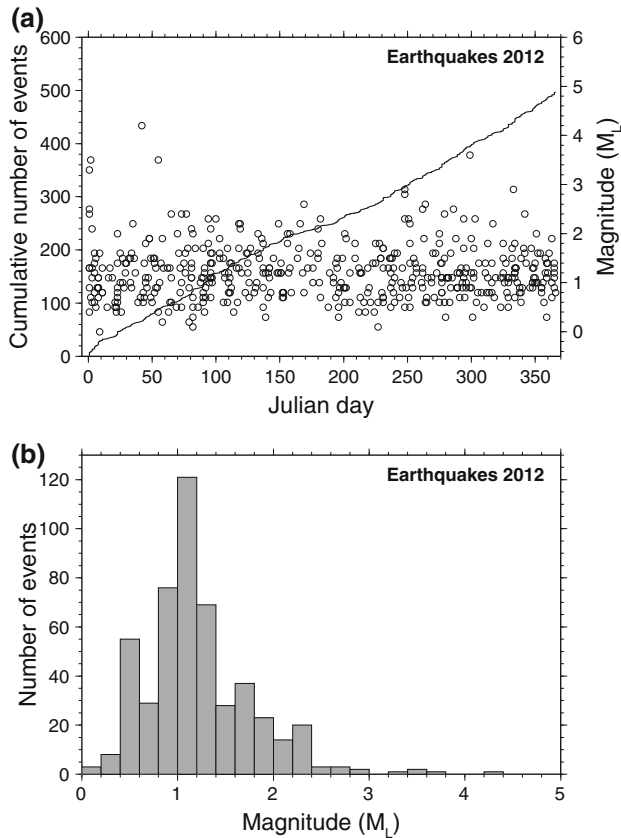 (a)
Earthquakes 2012
Cumulative number of events
600
500
400
300
200
100
0
Magnitude (M_L)
6
5
4
3
2
1
0
0 50 100 150 200 250 300 350
Julian day
(b)
Earthquakes 2012
Number of events
120
100
80
60
40
20
0
0 1 2 3 4 5
Magnitude (M_L)